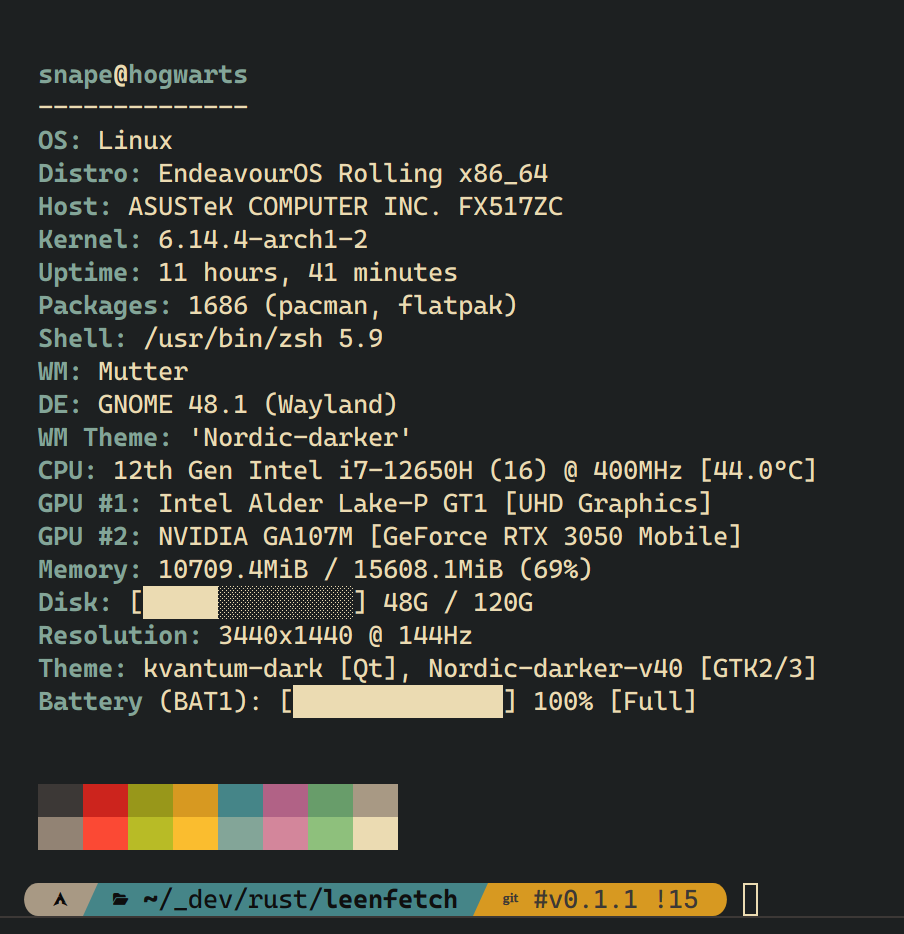 snape@hogwarts
--------------
OS: Linux
Distro: EndeavourOS Rolling x86_64
Host: ASUSTeK COMPUTER INC. FX517ZC
Kernel: 6.14.4-arch1-2
Uptime: 11 hours, 41 minutes
Packages: 1686 (pacman, flatpak)
Shell: /usr/bin/zsh 5.9
WM: Mutter
DE: GNOME 48.1 (Wayland)
WM Theme: 'Nordic-darker'
CPU: 12th Gen Intel i7-12650H (16) @ 400MHz [44.0°C]
GPU #1: Intel Alder Lake-P GT1 [UHD Graphics]
GPU #2: NVIDIA GA107M [GeForce RTX 3050 Mobile]
Memory: 10709.4MiB / 15608.1MiB (69%)
Disk: [█████░░░░░░░░░] 48G / 120G
Resolution: 3440x1440 @ 144Hz
Theme: kvantum-dark [Qt], Nordic-darker-v40 [GTK2/3]
Battery (BAT1): [██████████████] 100% [Full]
~/_dev/rust/leenfetch git #v0.1.1 !15